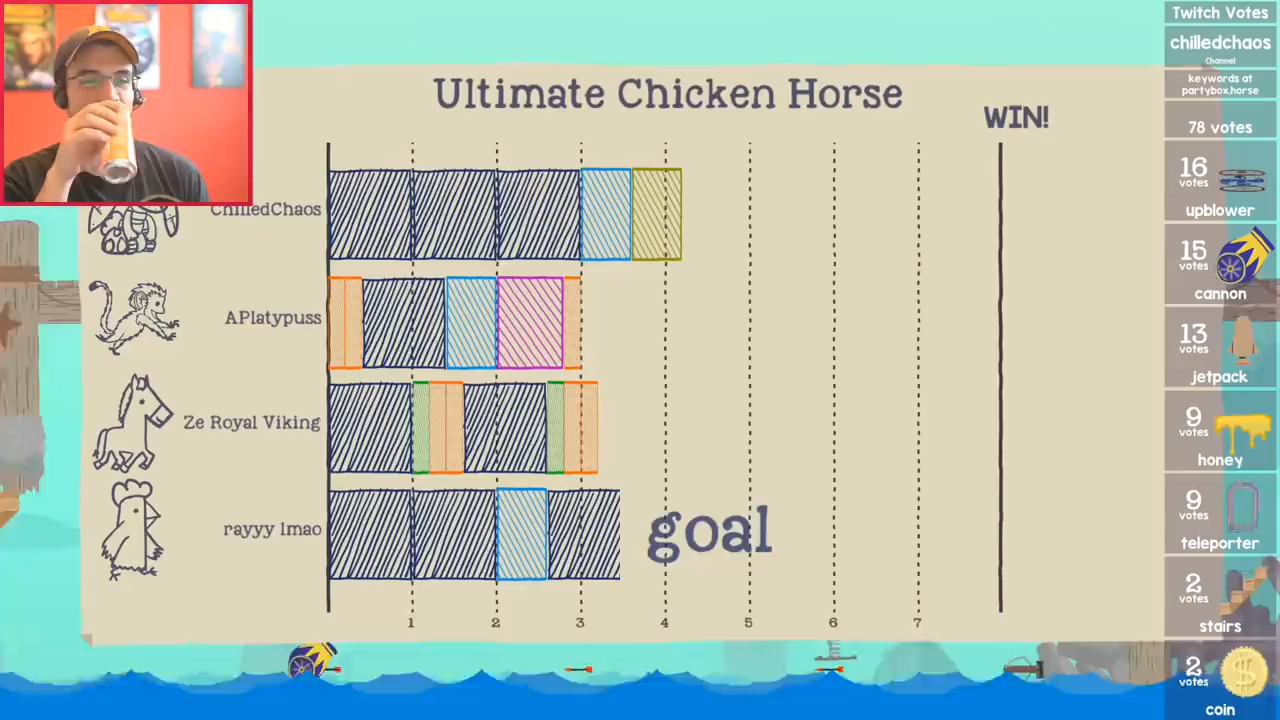 Ultimate Chicken Horse
WIN!
ChilledChaos
APlatypuss
Ze Royal Viking
rayyy lmao
goal
1 2 3 4 5 6 7
Twitch Votes
chilledchaos
Channel
keywords at
partybox.horse
78 votes
16
votes
upblower
15
votes
cannon
13
votes
jetpack
9
votes
honey
9
votes
teleporter
2
votes
stairs
2
votes
coin